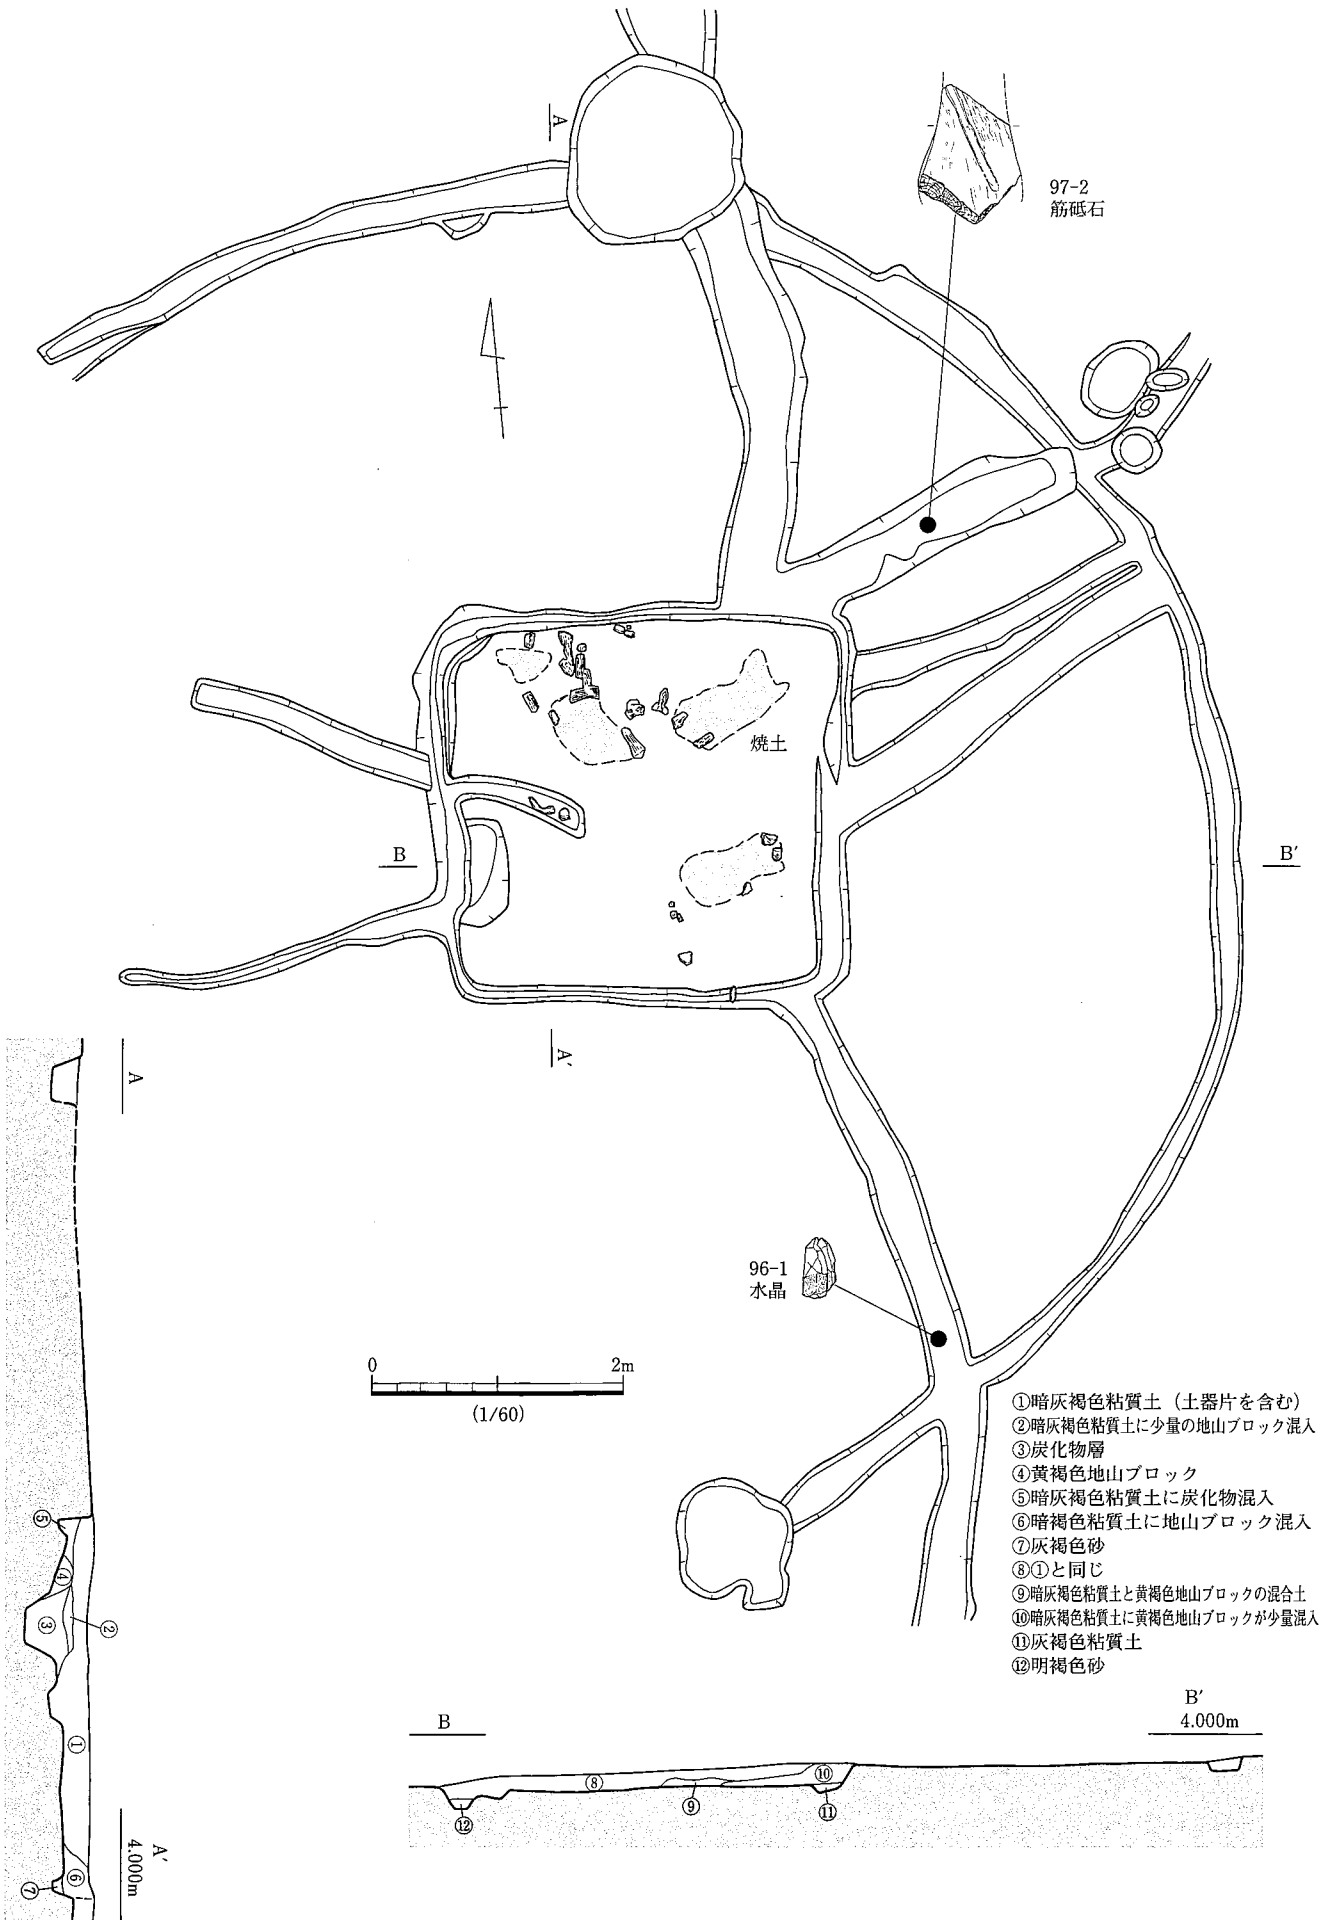 A
97-2
筋砥石
焼土
B
B′
A′
A
96-1
水晶
0 2m
(1/60)
①暗灰褐色粘質土（土器片を含む）
②暗灰褐色粘質土に少量の地山ブロック混入
③炭化物層
④黄褐色地山ブロック
⑤暗灰褐色粘質土に炭化物混入
⑥暗褐色粘質土に地山ブロック混入
⑦灰褐色砂
⑧①と同じ
⑨暗灰褐色粘質土と黄褐色地山ブロックの混合土
⑩暗灰褐色粘質土に黄褐色地山ブロックが少量混入
⑪灰褐色粘質土
⑫明褐色砂
⑤
④
③
②
①
⑥
⑦
A′
4.000m
B
B′
4.000m
⑧
⑨
⑩
⑪
⑫